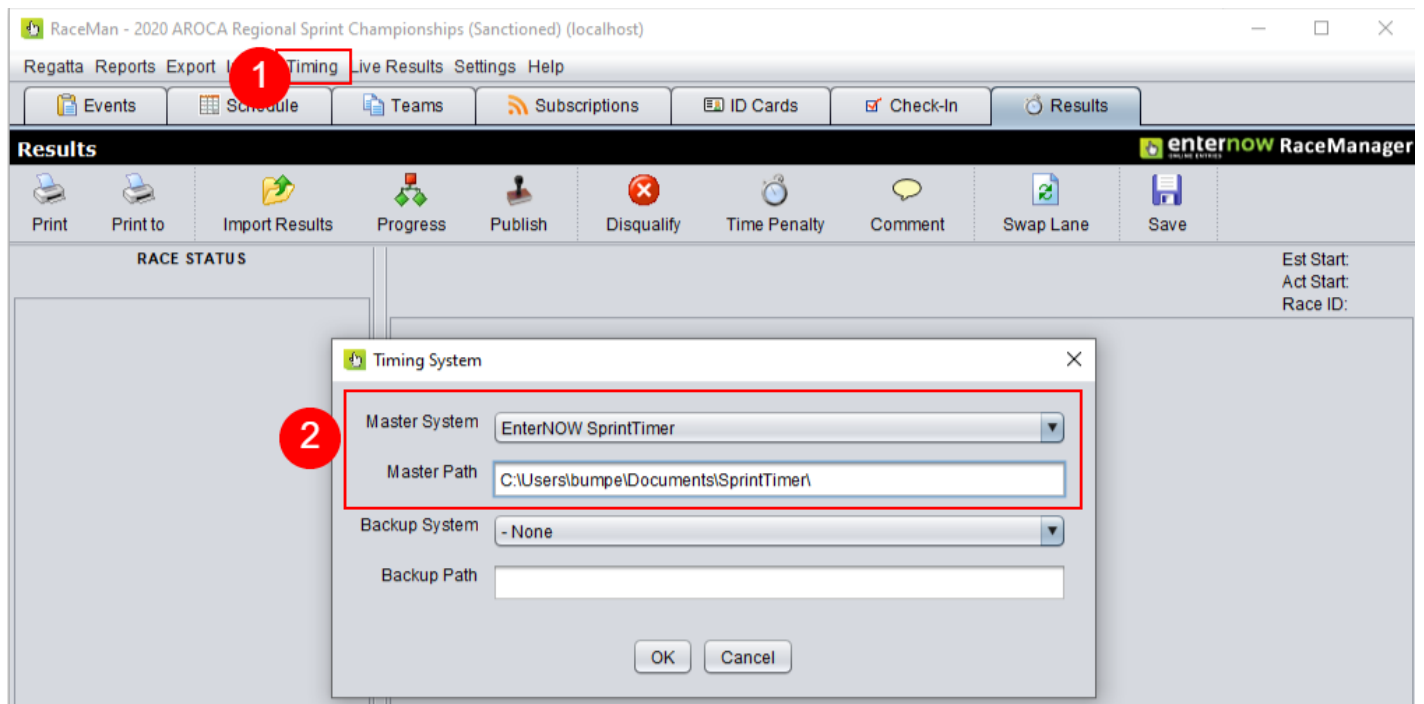 RaceMan - 2020 AROCA Regional Sprint Championships (Sanctioned) (localhost)
Regatta Reports Export Timing Live Results Settings Help
1
Events Schedule Teams Subscriptions ID Cards Check-In Results
Results enternow RaceManager
ONLINE ENTRIES
Print Print to Import Results Progress Publish Disqualify Time Penalty Comment Swap Lane Save
RACE STATUS Est Start:
Act Start:
Race ID:
Timing System
2
Master System EnterNOW SprintTimer
Master Path C:\Users\bumpe\Documents\SprintTimer\
Backup System - None
Backup Path
OK Cancel